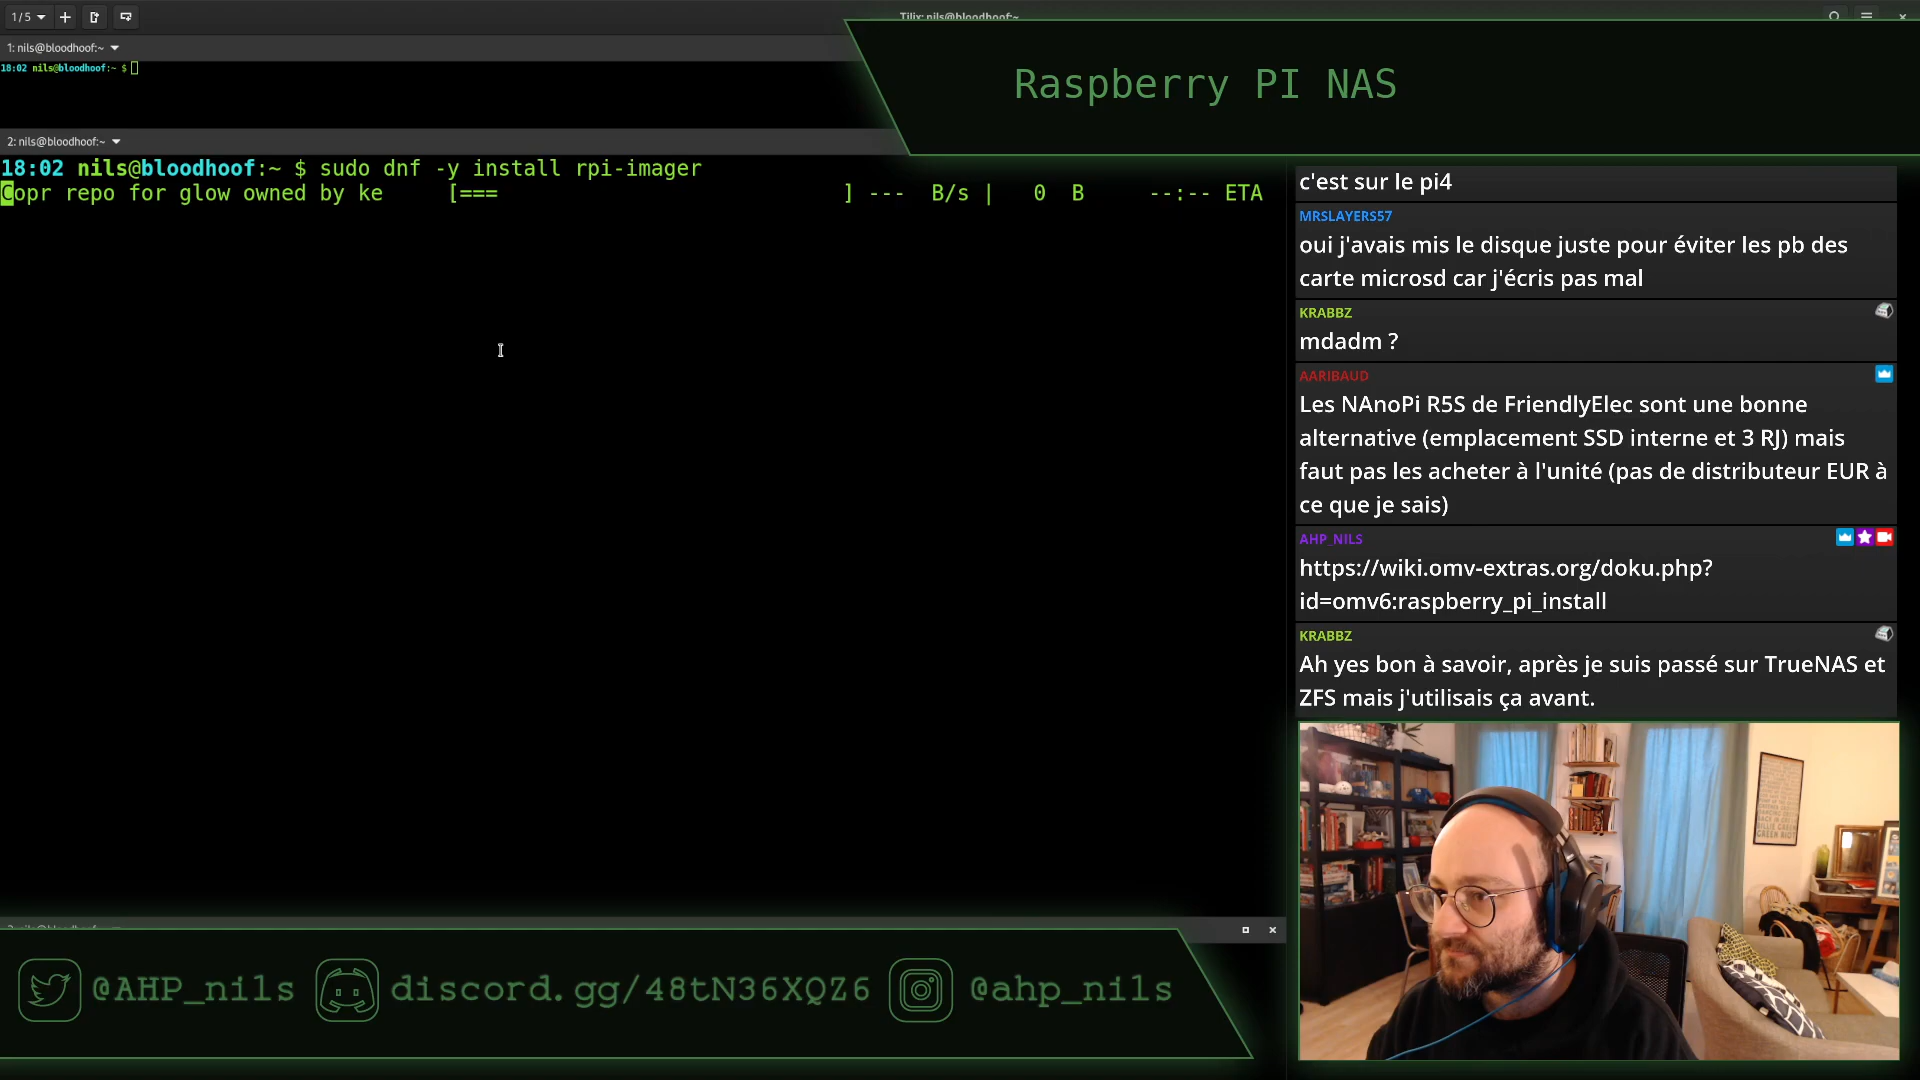 1/5
Tilix: nils@bloodhoof:~
1: nils@bloodhoof:~
18:02 nils@bloodhoof:~ $
Raspberry PI NAS
2: nils@bloodhoof:~
18:02 nils@bloodhoof:~ $ sudo dnf -y install rpi-imager
Copr repo for glow owned by ke [=== ] --- B/s | 0 B --:-- ETA
c'est sur le pi4
MRSLAYERS57
oui j'avais mis le disque juste pour éviter les pb des
carte microsd car j'écris pas mal
KRABBZ
mdadm ?
AARIBAUD
Les NAnoPi R5S de FriendlyElec sont une bonne
alternative (emplacement SSD interne et 3 RJ) mais
faut pas les acheter à l'unité (pas de distributeur EUR à
ce que je sais)
AHP_NILS
https://wiki.omv-extras.org/doku.php?
id=omv6:raspberry_pi_install
KRABBZ
Ah yes bon à savoir, après je suis passé sur TrueNAS et
ZFS mais j'utilisais ça avant.
@AHP_nils
discord.gg/48tN36XQZ6
@ahp_nils